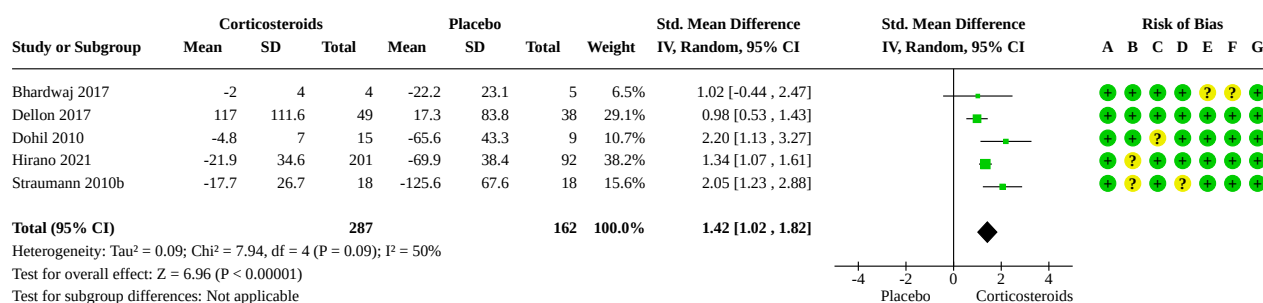 Corticosteroids Placebo Std. Mean Difference Std. Mean Difference Risk of Bias
Study or Subgroup Mean SD Total Mean SD Total Weight IV, Random, 95% CI IV, Random, 95% CI A B C D E F G
Bhardwaj 2017 -2 4 4 -22.2 23.1 5 6.5% 1.02 [-0.44 , 2.47] + + + + ? ? +
Dellon 2017 117 111.6 49 17.3 83.8 38 29.1% 0.98 [0.53 , 1.43] + + + + + + +
Dohil 2010 -4.8 7 15 -65.6 43.3 9 10.7% 2.20 [1.13 , 3.27] + + ? + + + +
Hirano 2021 -21.9 34.6 201 -69.9 38.4 92 38.2% 1.34 [1.07 , 1.61] + ? + + + + +
Straumann 2010b -17.7 26.7 18 -125.6 67.6 18 15.6% 2.05 [1.23 , 2.88] + ? + ? + + +
Total (95% CI) 287 162 100.0% 1.42 [1.02 , 1.82]
Heterogeneity: Tau² = 0.09; Chi² = 7.94, df = 4 (P = 0.09); I² = 50%
Test for overall effect: Z = 6.96 (P < 0.00001)
-4 -2 0 2 4
Test for subgroup differences: Not applicable Placebo Corticosteroids